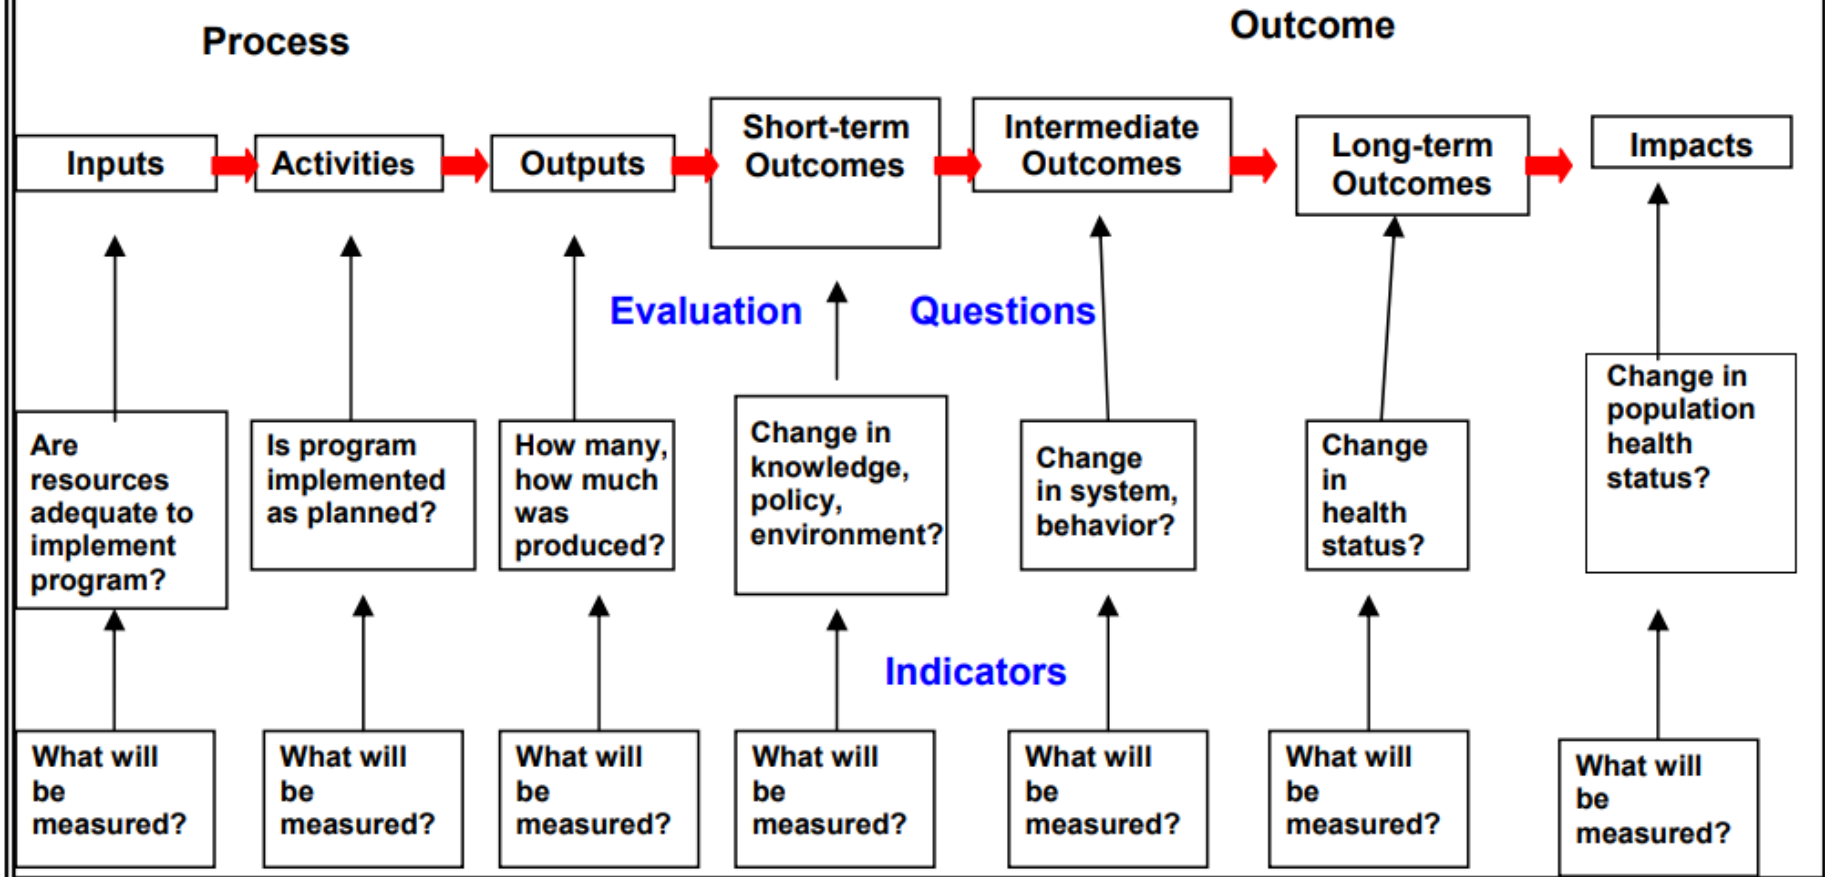 Process
Outcome
Inputs
Activities
Outputs
Short-term
Outcomes
Intermediate
Outcomes
Long-term
Outcomes
Impacts
Evaluation
Questions
Are
resources
adequate to
implement
program?
Is program
implemented
as planned?
How many,
how much
was
produced?
Change in
knowledge,
policy,
environment?
Change
in system,
behavior?
Change
in
health
status?
Change in
population
health
status?
Indicators
What will
be
measured?
What will
be
measured?
What will
be
measured?
What will
be
measured?
What will
be
measured?
What will
be
measured?
What will
be
measured?